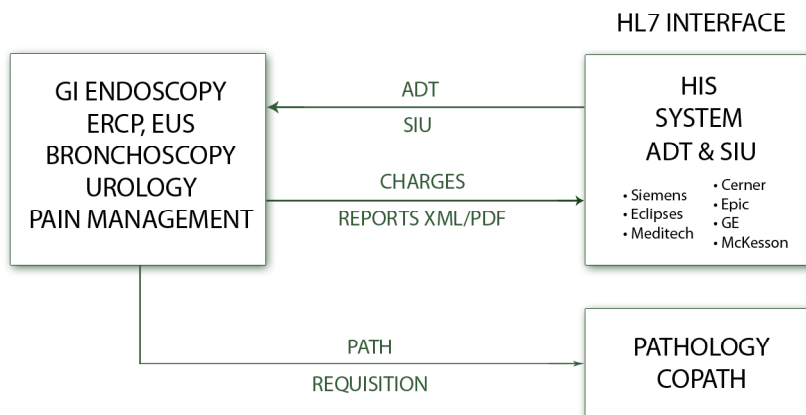 HL7 INTERFACE
GI ENDOSCOPY
ERCP, EUS
BRONCHOSCOPY
UROLOGY
PAIN MANAGEMENT
ADT
SIU
CHARGES
REPORTS XML/PDF
HIS
SYSTEM
ADT & SIU
• Siemens
• Eclipses
• Meditech
• Cerner
• Epic
• GE
• McKesson
PATH
REQUISITION
PATHOLOGY
COPATH